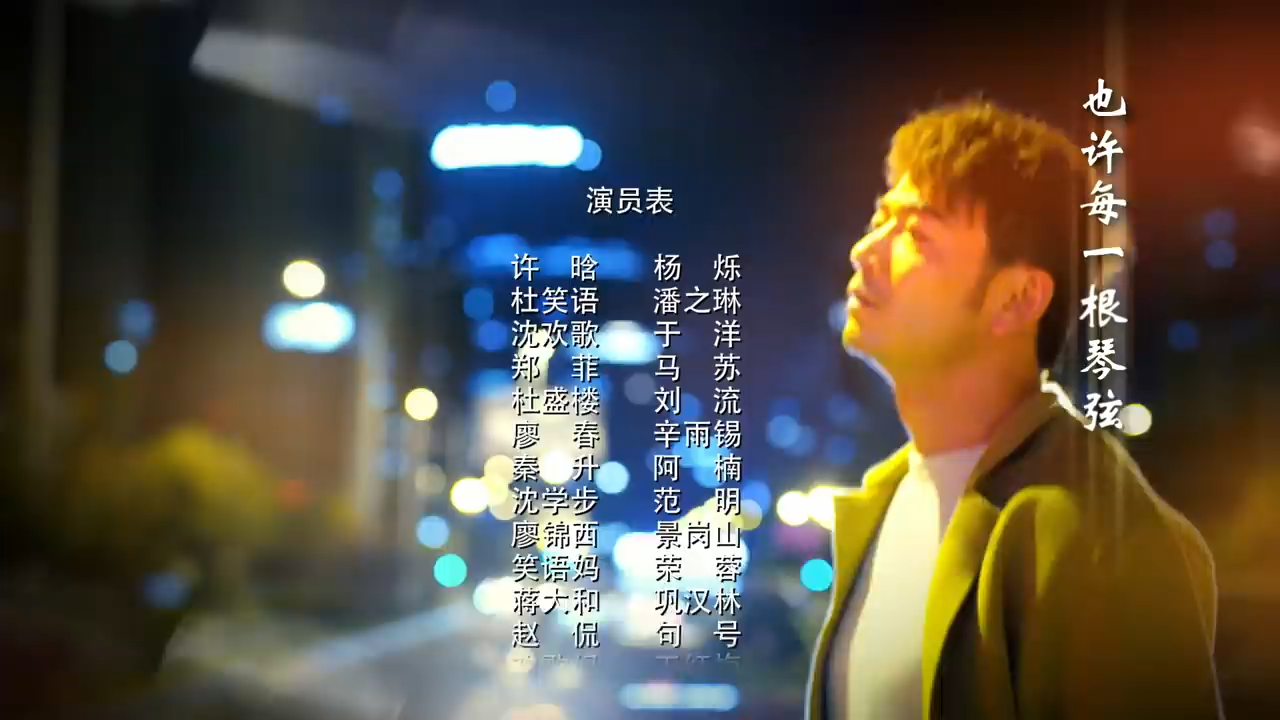 演员表
许晗 杨烁
杜笑语 潘之琳
沈欢歌 于洋
郑菲 马苏
杜盛楼 刘流
廖春 辛雨锡
秦升 阿楠
沈学步 范明
廖锦西 景岗山
笑语妈 荣蓉
蒋大和 巩汉林
赵侃 句号
也许每一根琴弦